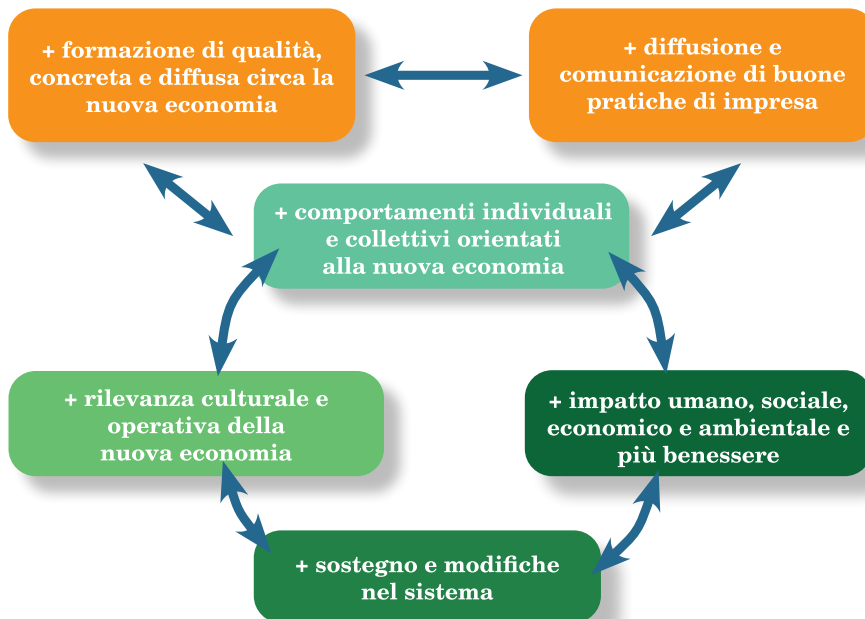 + formazione di qualità,
concreta e diffusa circa la
nuova economia
+ diffusione e
comunicazione di buone
pratiche di impresa
+ comportamenti individuali
e collettivi orientati
alla nuova economia
+ rilevanza culturale e
operativa della
nuova economia
+ impatto umano, sociale,
economico e ambientale e
più benessere
+ sostegno e modifiche
nel sistema